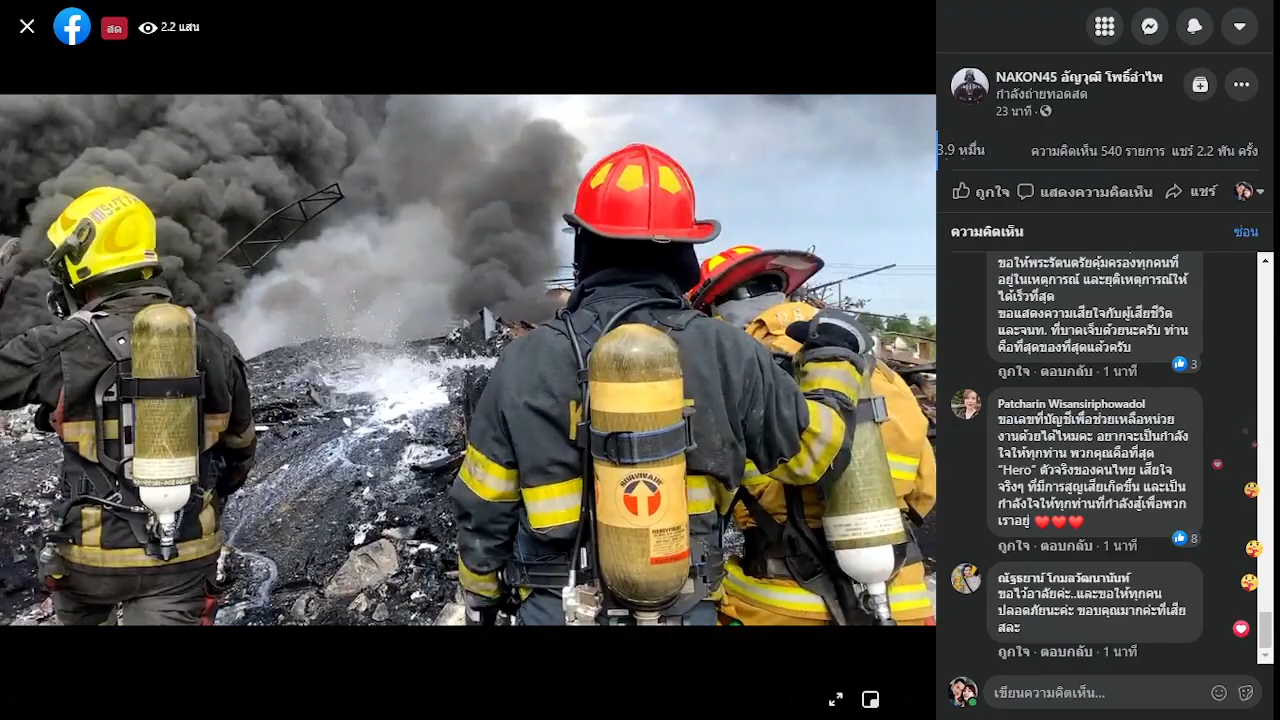 สด
2.2 แสน
NAKON45 อัญวุฒิ โพธิ์อำไพ
กำลังถ่ายทอดสด
23 นาที ·
3.9 หมื่น
ความคิดเห็น 540 รายการ แชร์ 2.2 พัน ครั้ง
ถูกใจ
แสดงความคิดเห็น
แชร์
ความคิดเห็น
ซ่อน
ขอให้พระรัตนตรัยคุ้มครองทุกคนที่
อยู่ในเหตุการณ์ และยุติเหตุการณ์ให้
ได้เร็วที่สุด
ขอแสดงความเสียใจกับผู้เสียชีวิต
และจนท. ที่บาดเจ็บด้วยนะครับ ท่าน
คือที่สุดของที่สุดแล้วครับ
3
ถูกใจ · ตอบกลับ · 1 นาที
Patcharin Wisansiriphowadol
ขอเลขที่บัญชีเพื่อช่วยเหลือหน่วย
งานด้วยได้ไหมคะ อยากจะเป็นกำลัง
ใจให้ทุกท่าน พวกคุณคือที่สุด
“Hero” ตัวจริงของคนไทย เสียใจ
จริงๆ ที่มีการสูญเสียเกิดขึ้น และเป็น
กำลังใจให้ทุกท่านที่กำลังสู้เพื่อพวก
เราอยู่ ❤️❤️❤️
8
ถูกใจ · ตอบกลับ · 1 นาที
ณัฐธยาน์ โกมลวัฒนานันท์
ขอไว้อาลัยค่ะ..และขอให้ทุกคน
ปลอดภัยนะค่ะ ขอบคุณมากค่ะที่เสีย
สละ
ถูกใจ · ตอบกลับ · 1 นาที
เขียนความคิดเห็น...
SURVIVAIR